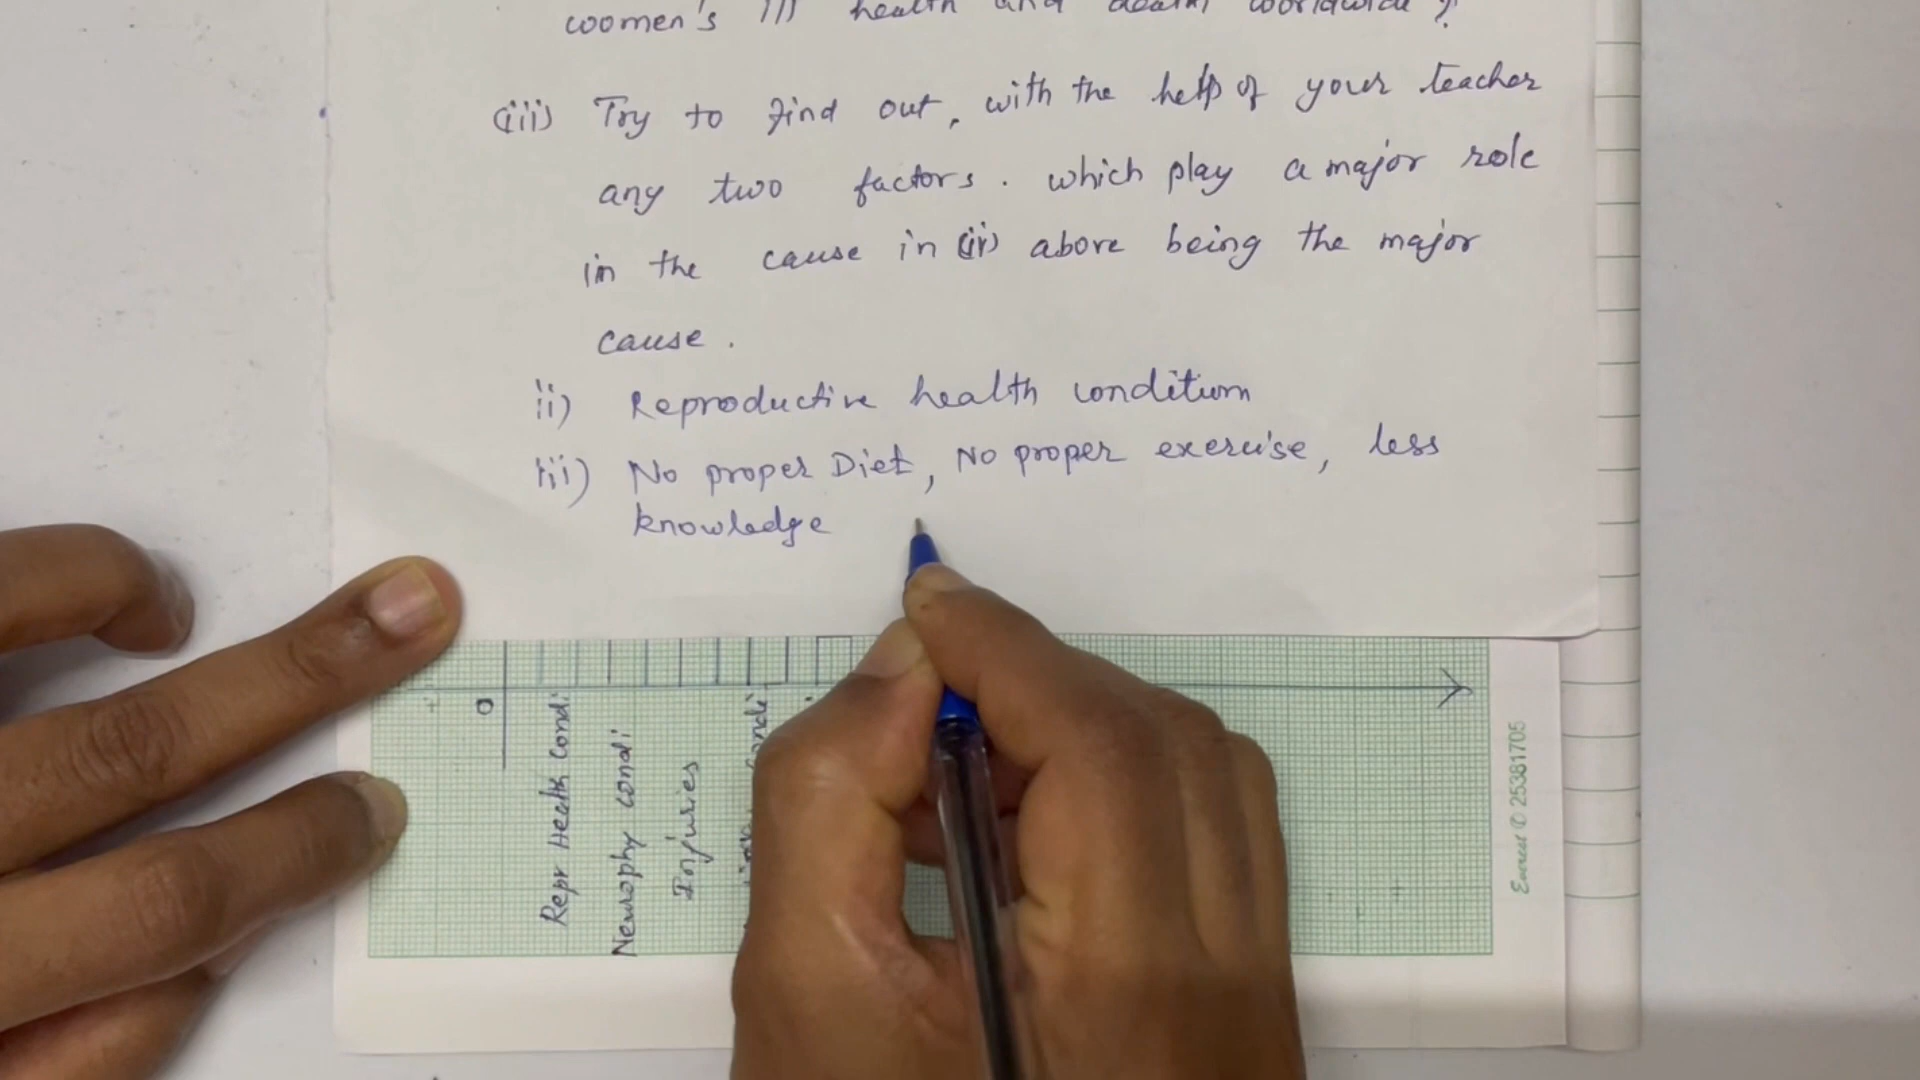 women's ill health and death worldwide ?
(iii) Try to find out, with the help of your teacher
any two factors. which play a major role
in the cause in (ii) above being the major
cause.
ii) Reproductive health condition
iii) No proper Diet, No proper exercise, less
knowledge
0
Repr Health Condi
Neurophy condi
Injuries
condi
Everest © 25381705